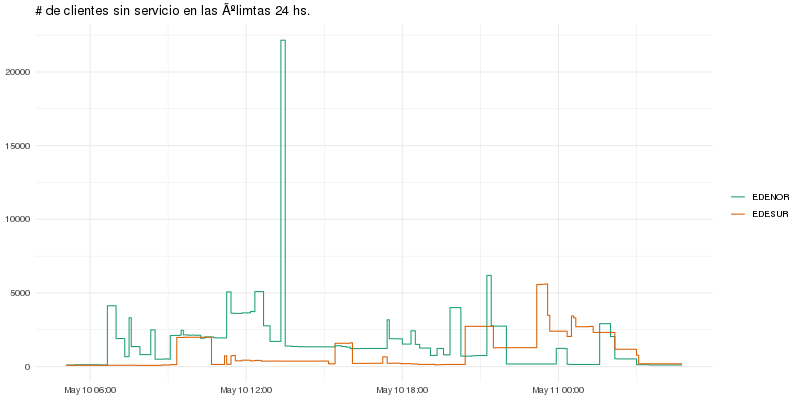 # de clientes sin servicio en las Ãºlimtas 24 hs.
20000
15000
10000
5000
0
May 10 06:00
May 10 12:00
May 10 18:00
May 11 00:00
EDENOR
EDESUR